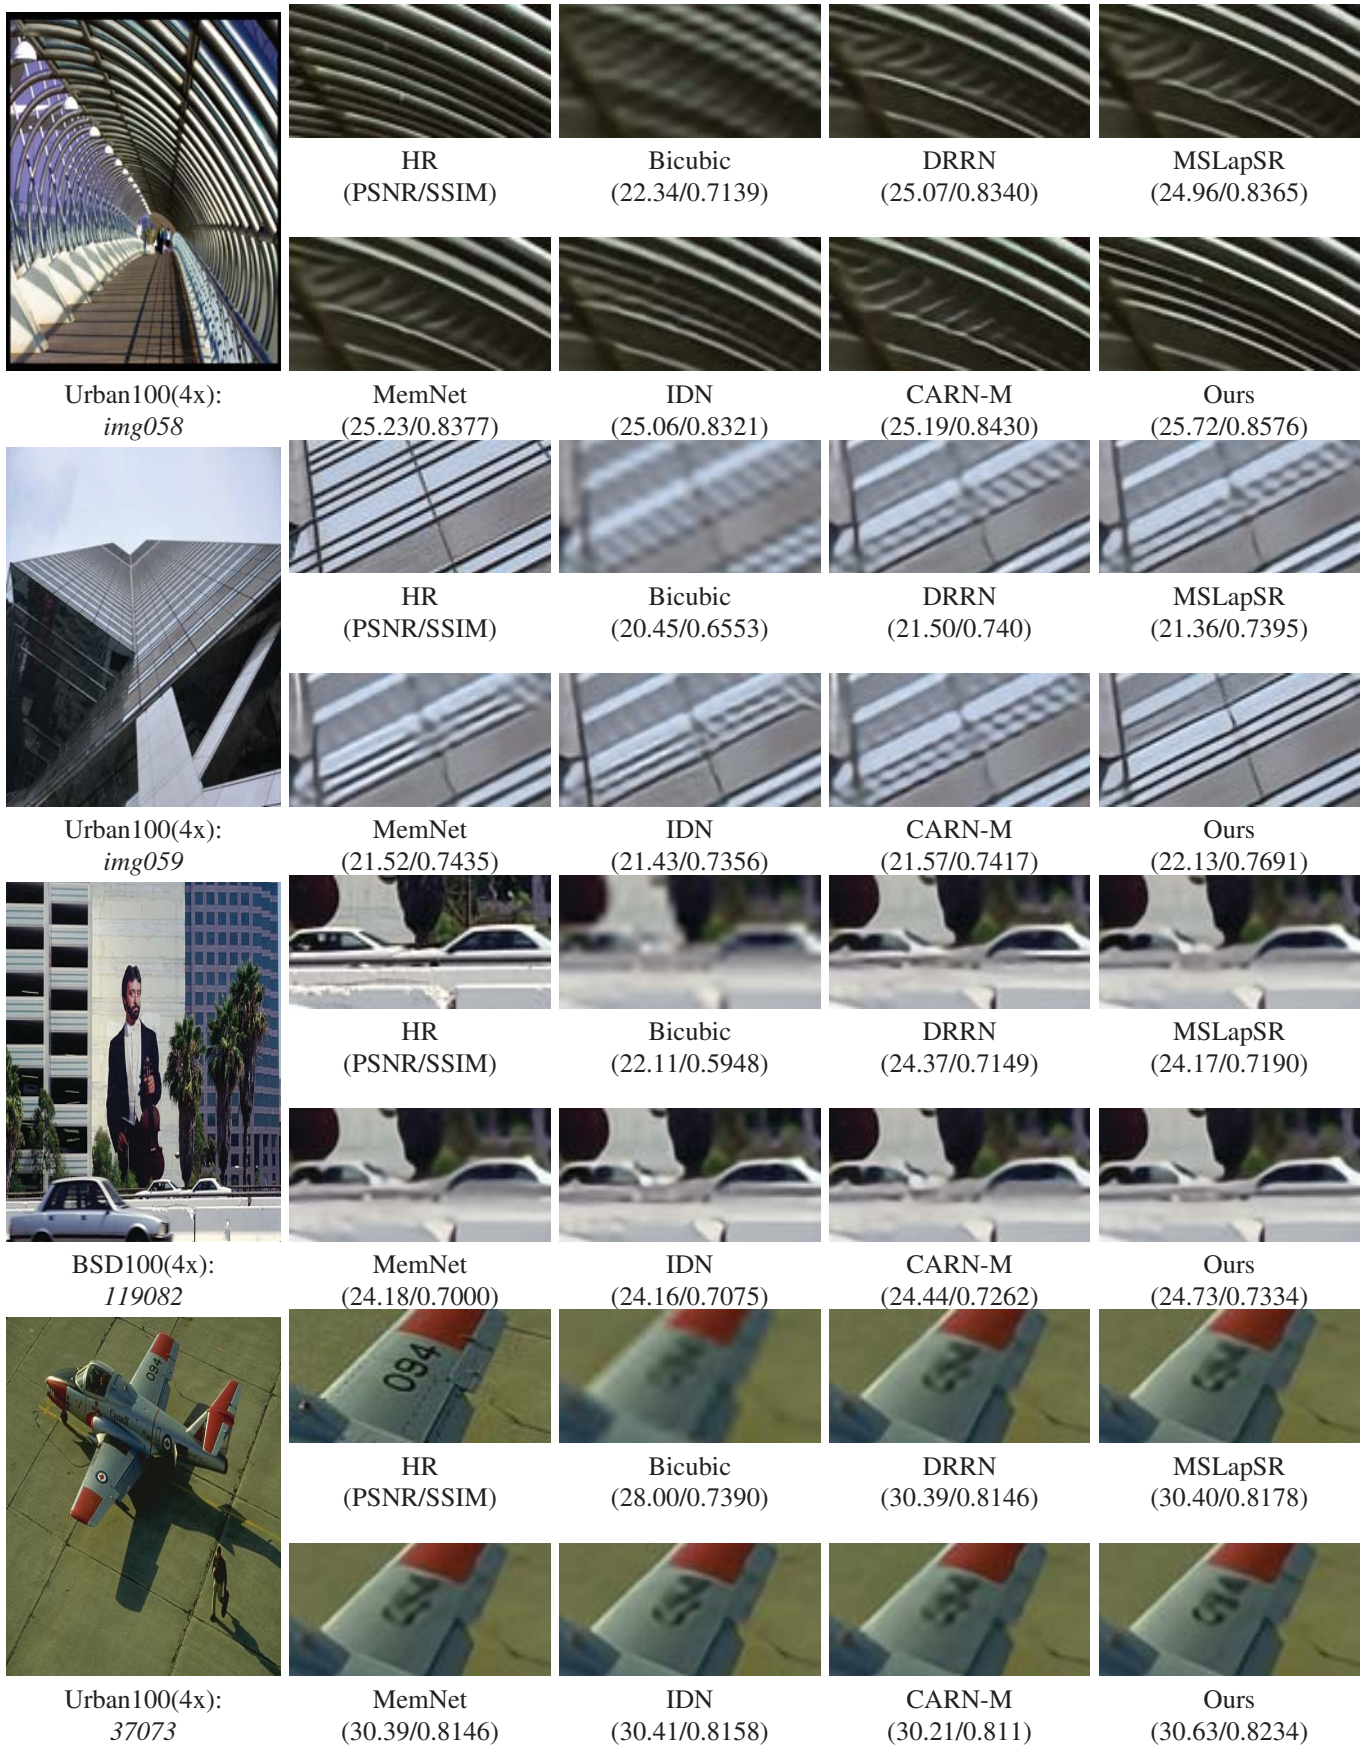 HR
(PSNR/SSIM)
Bicubic
(22.34/0.7139)
DRRN
(25.07/0.8340)
MSLapSR
(24.96/0.8365)
Urban100(4x):
img058
MemNet
(25.23/0.8377)
IDN
(25.06/0.8321)
CARN-M
(25.19/0.8430)
Ours
(25.72/0.8576)
HR
(PSNR/SSIM)
Bicubic
(20.45/0.6553)
DRRN
(21.50/0.740)
MSLapSR
(21.36/0.7395)
Urban100(4x):
img059
MemNet
(21.52/0.7435)
IDN
(21.43/0.7356)
CARN-M
(21.57/0.7417)
Ours
(22.13/0.7691)
HR
(PSNR/SSIM)
Bicubic
(22.11/0.5948)
DRRN
(24.37/0.7149)
MSLapSR
(24.17/0.7190)
BSD100(4x):
119082
MemNet
(24.18/0.7000)
IDN
(24.16/0.7075)
CARN-M
(24.44/0.7262)
Ours
(24.73/0.7334)
094
Canada
094
HR
(PSNR/SSIM)
Bicubic
(28.00/0.7390)
DRRN
(30.39/0.8146)
MSLapSR
(30.40/0.8178)
Urban100(4x):
37073
MemNet
(30.39/0.8146)
IDN
(30.41/0.8158)
CARN-M
(30.21/0.811)
Ours
(30.63/0.8234)